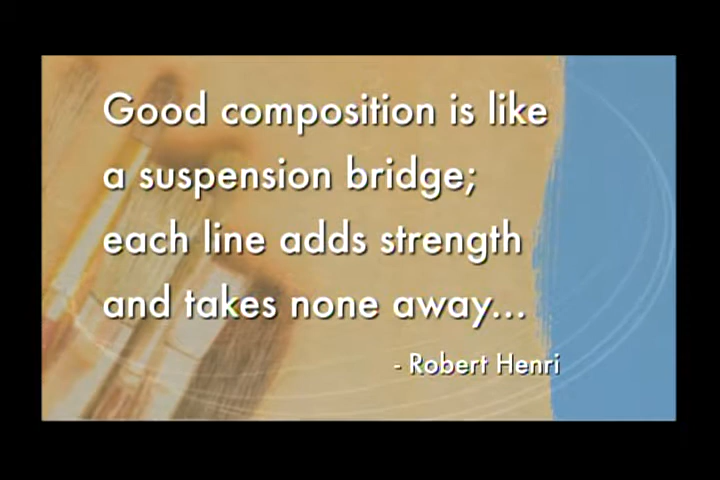 Good composition is like
a suspension bridge;
each line adds strength
and takes none away...
- Robert Henri